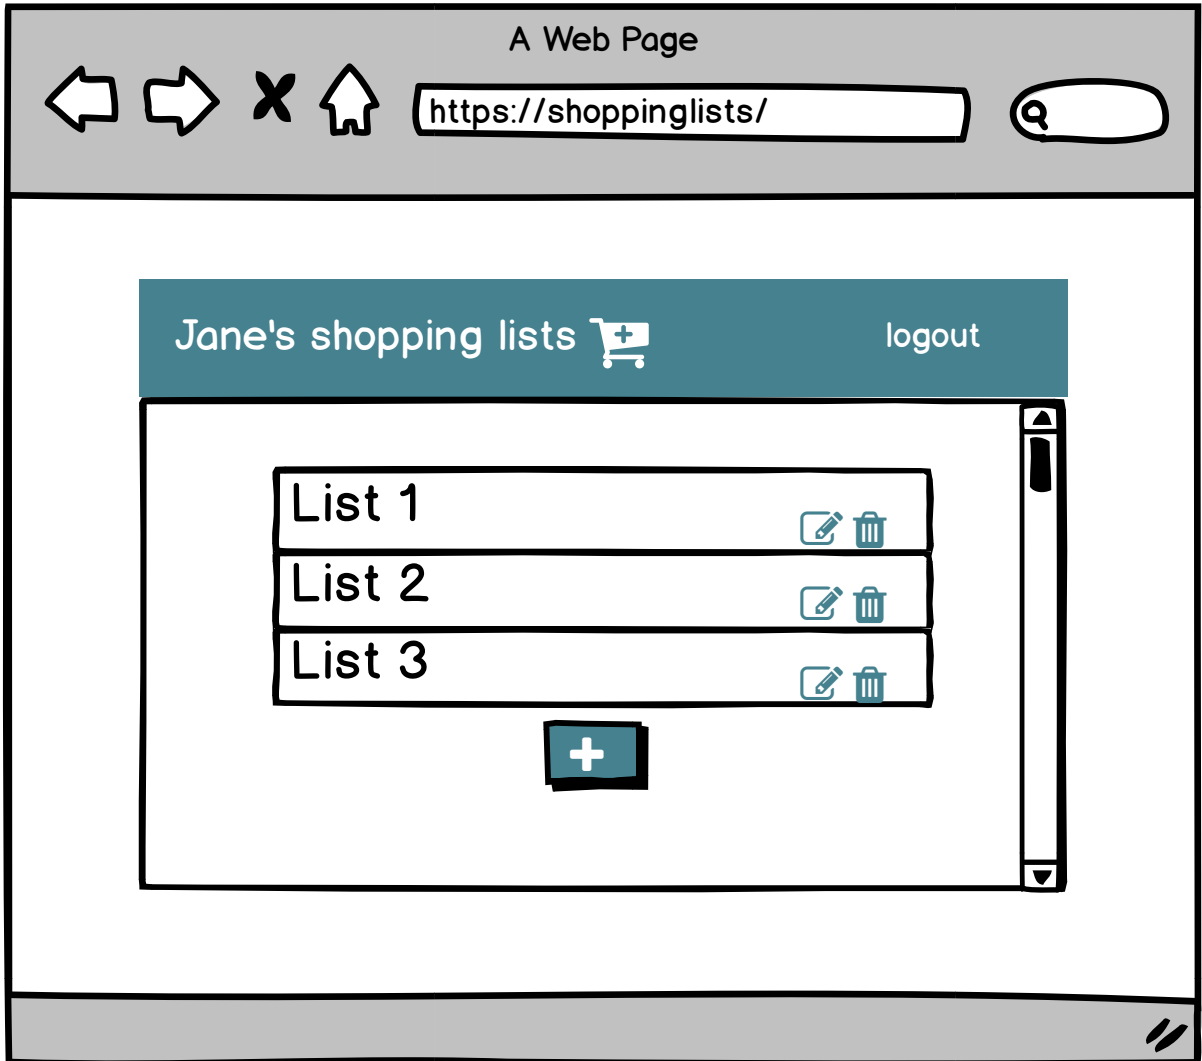 A Web Page
https://shoppinglists/
Jane's shopping lists
logout
List 1
List 2
List 3